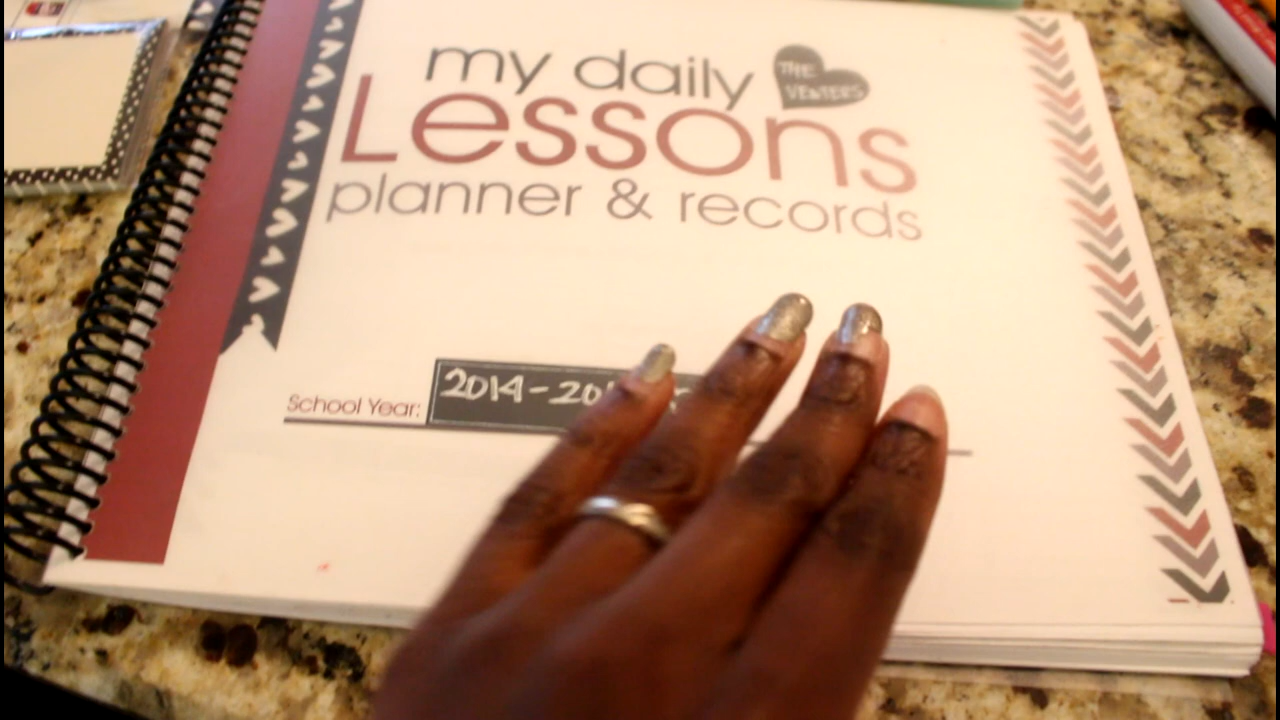 my daily
THE
VENTERS
Lessons
planner & records
School Year:
2014-20